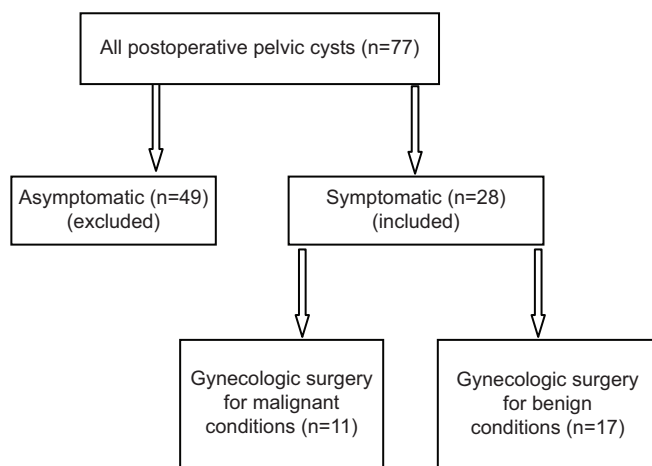 All postoperative pelvic cysts (n=77)
Asymptomatic (n=49)
(excluded)
Symptomatic (n=28)
(included)
Gynecologic surgery
for malignant
conditions (n=11)
Gynecologic surgery
for benign
conditions (n=17)